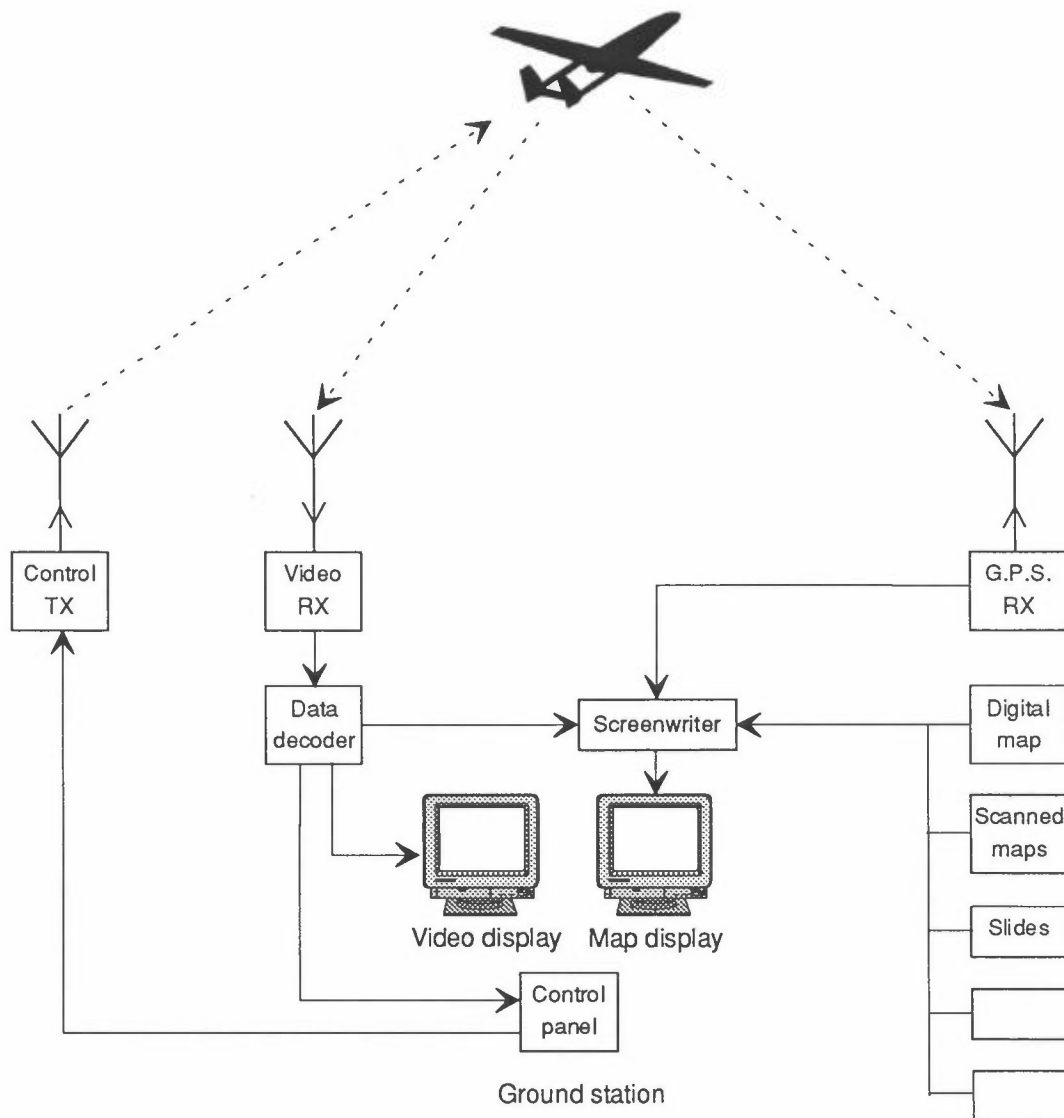 Control
TX
Video
RX
G.P.S.
RX
Data
decoder
Screenwriter
Digital
map
Scanned
maps
Slides
Video display
Map display
Control
panel
Ground station